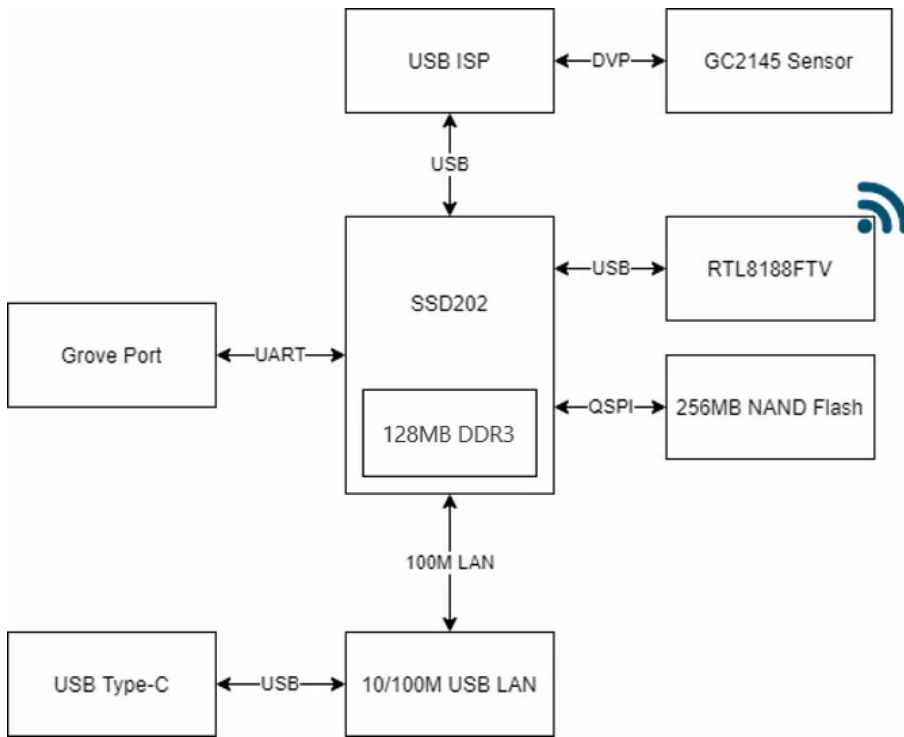 USB ISP
DVP
GC2145 Sensor
USB
SSD202
USB
RTL8188FTV
Grove Port
UART
QSPI
256MB NAND Flash
128MB DDR3
100M LAN
USB Type-C
USB
10/100M USB LAN